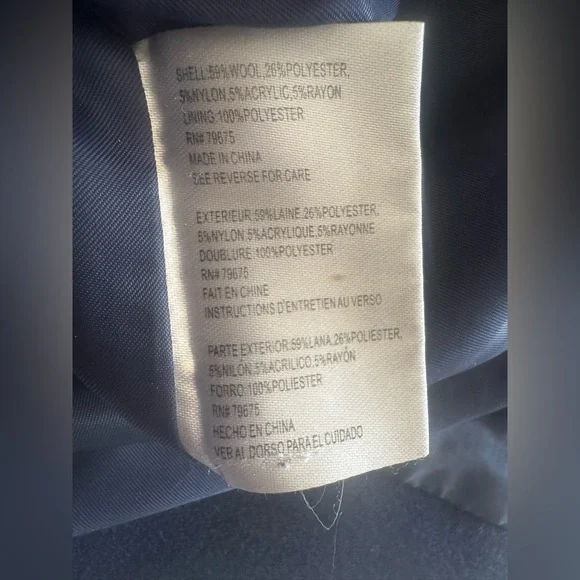 SHELL:59%WOOL,26%POLYESTER,
5%NYLON,5%ACRYLIC,5%RAYON
LINING:100%POLYESTER
RN# 79675
MADE IN CHINA
SEE REVERSE FOR CARE
EXTERIEUR:59%LAINE,26%POLYESTER,
5%NYLON,5%ACRYLIQUE,5%RAYONNE
DOUBLURE:100%POLYESTER
RN# 79675
FAIT EN CHINE
INSTRUCTIONS D'ENTRETIEN AU VERSO
PARTE EXTERIOR:59%LANA,26%POLIESTER,
5%NILÓN,5%ACRILICO,5%RAYÓN
FORRO:100%POLIESTER
RN# 79675
HECHO EN CHINA
VER AL DORSO PARA EL CUIDADO